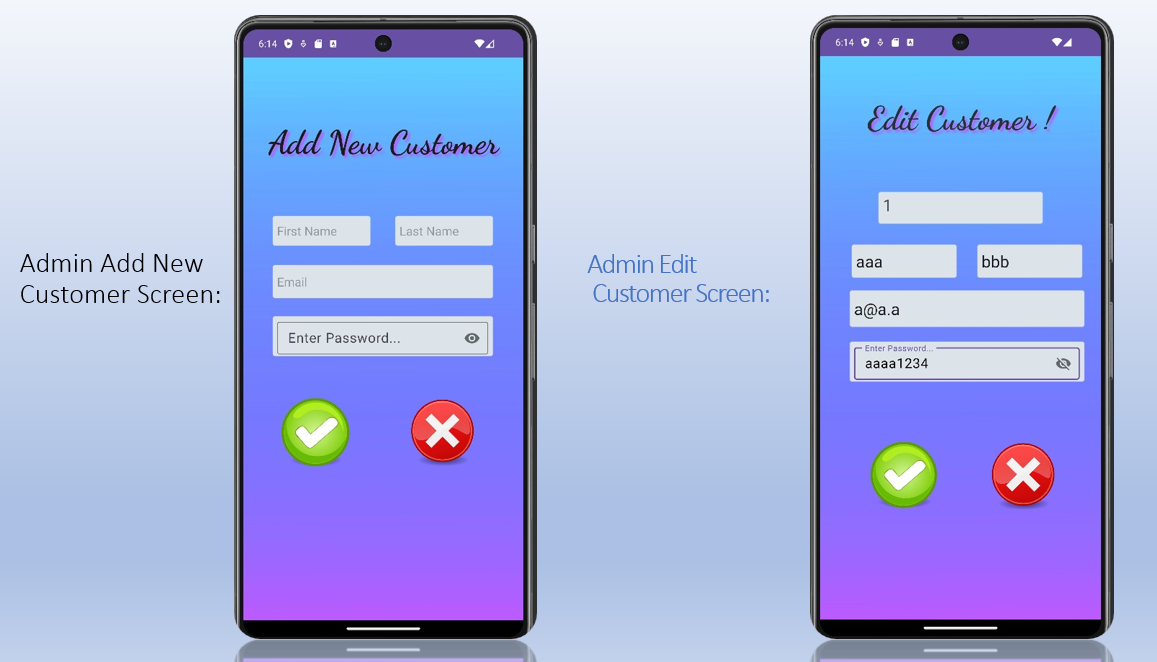 Admin Add New
Customer Screen:
6:14
Add New Customer
First Name
Last Name
Email
Enter Password...
Admin Edit
Customer Screen:
6:14
Edit Customer !
1
aaa
bbb
a@a.a
Enter Password...
aaaa1234